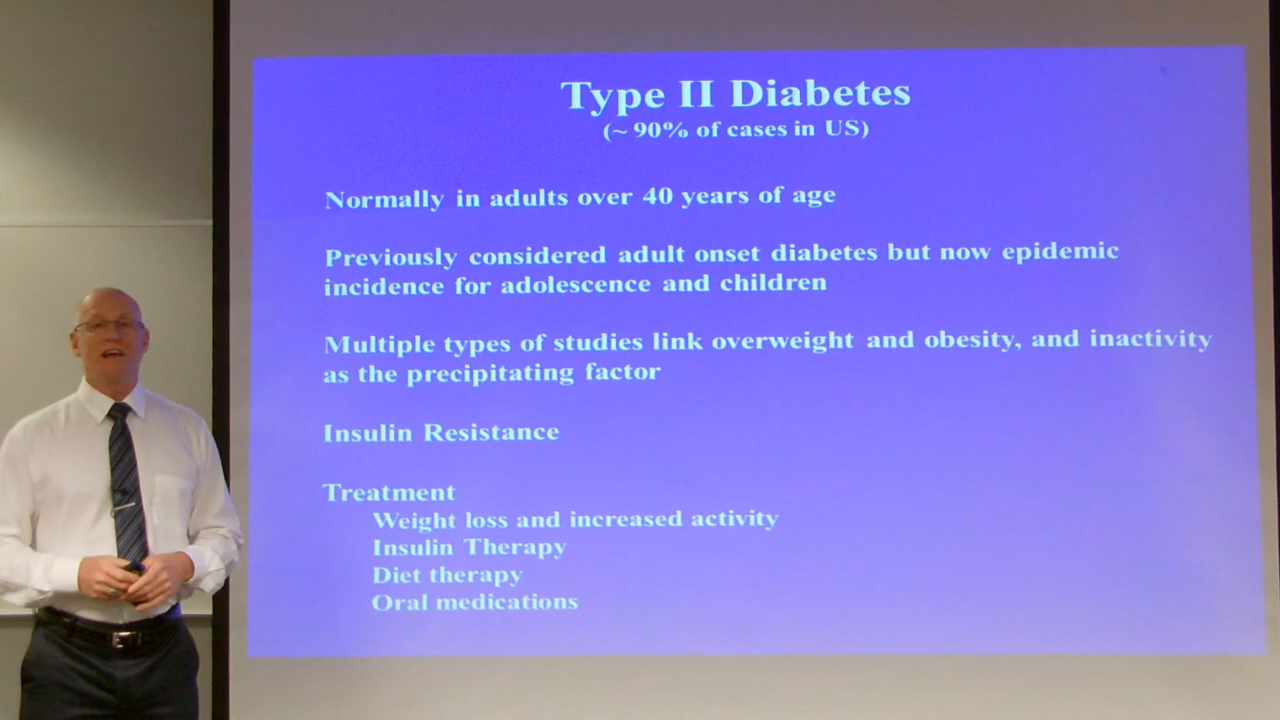 Type II Diabetes
(~ 90% of cases in US)
Normally in adults over 40 years of age
Previously considered adult onset diabetes but now epidemic
incidence for adolescence and children
Multiple types of studies link overweight and obesity, and inactivity
as the precipitating factor
Insulin Resistance
Treatment
Weight loss and increased activity
Insulin Therapy
Diet therapy
Oral medications